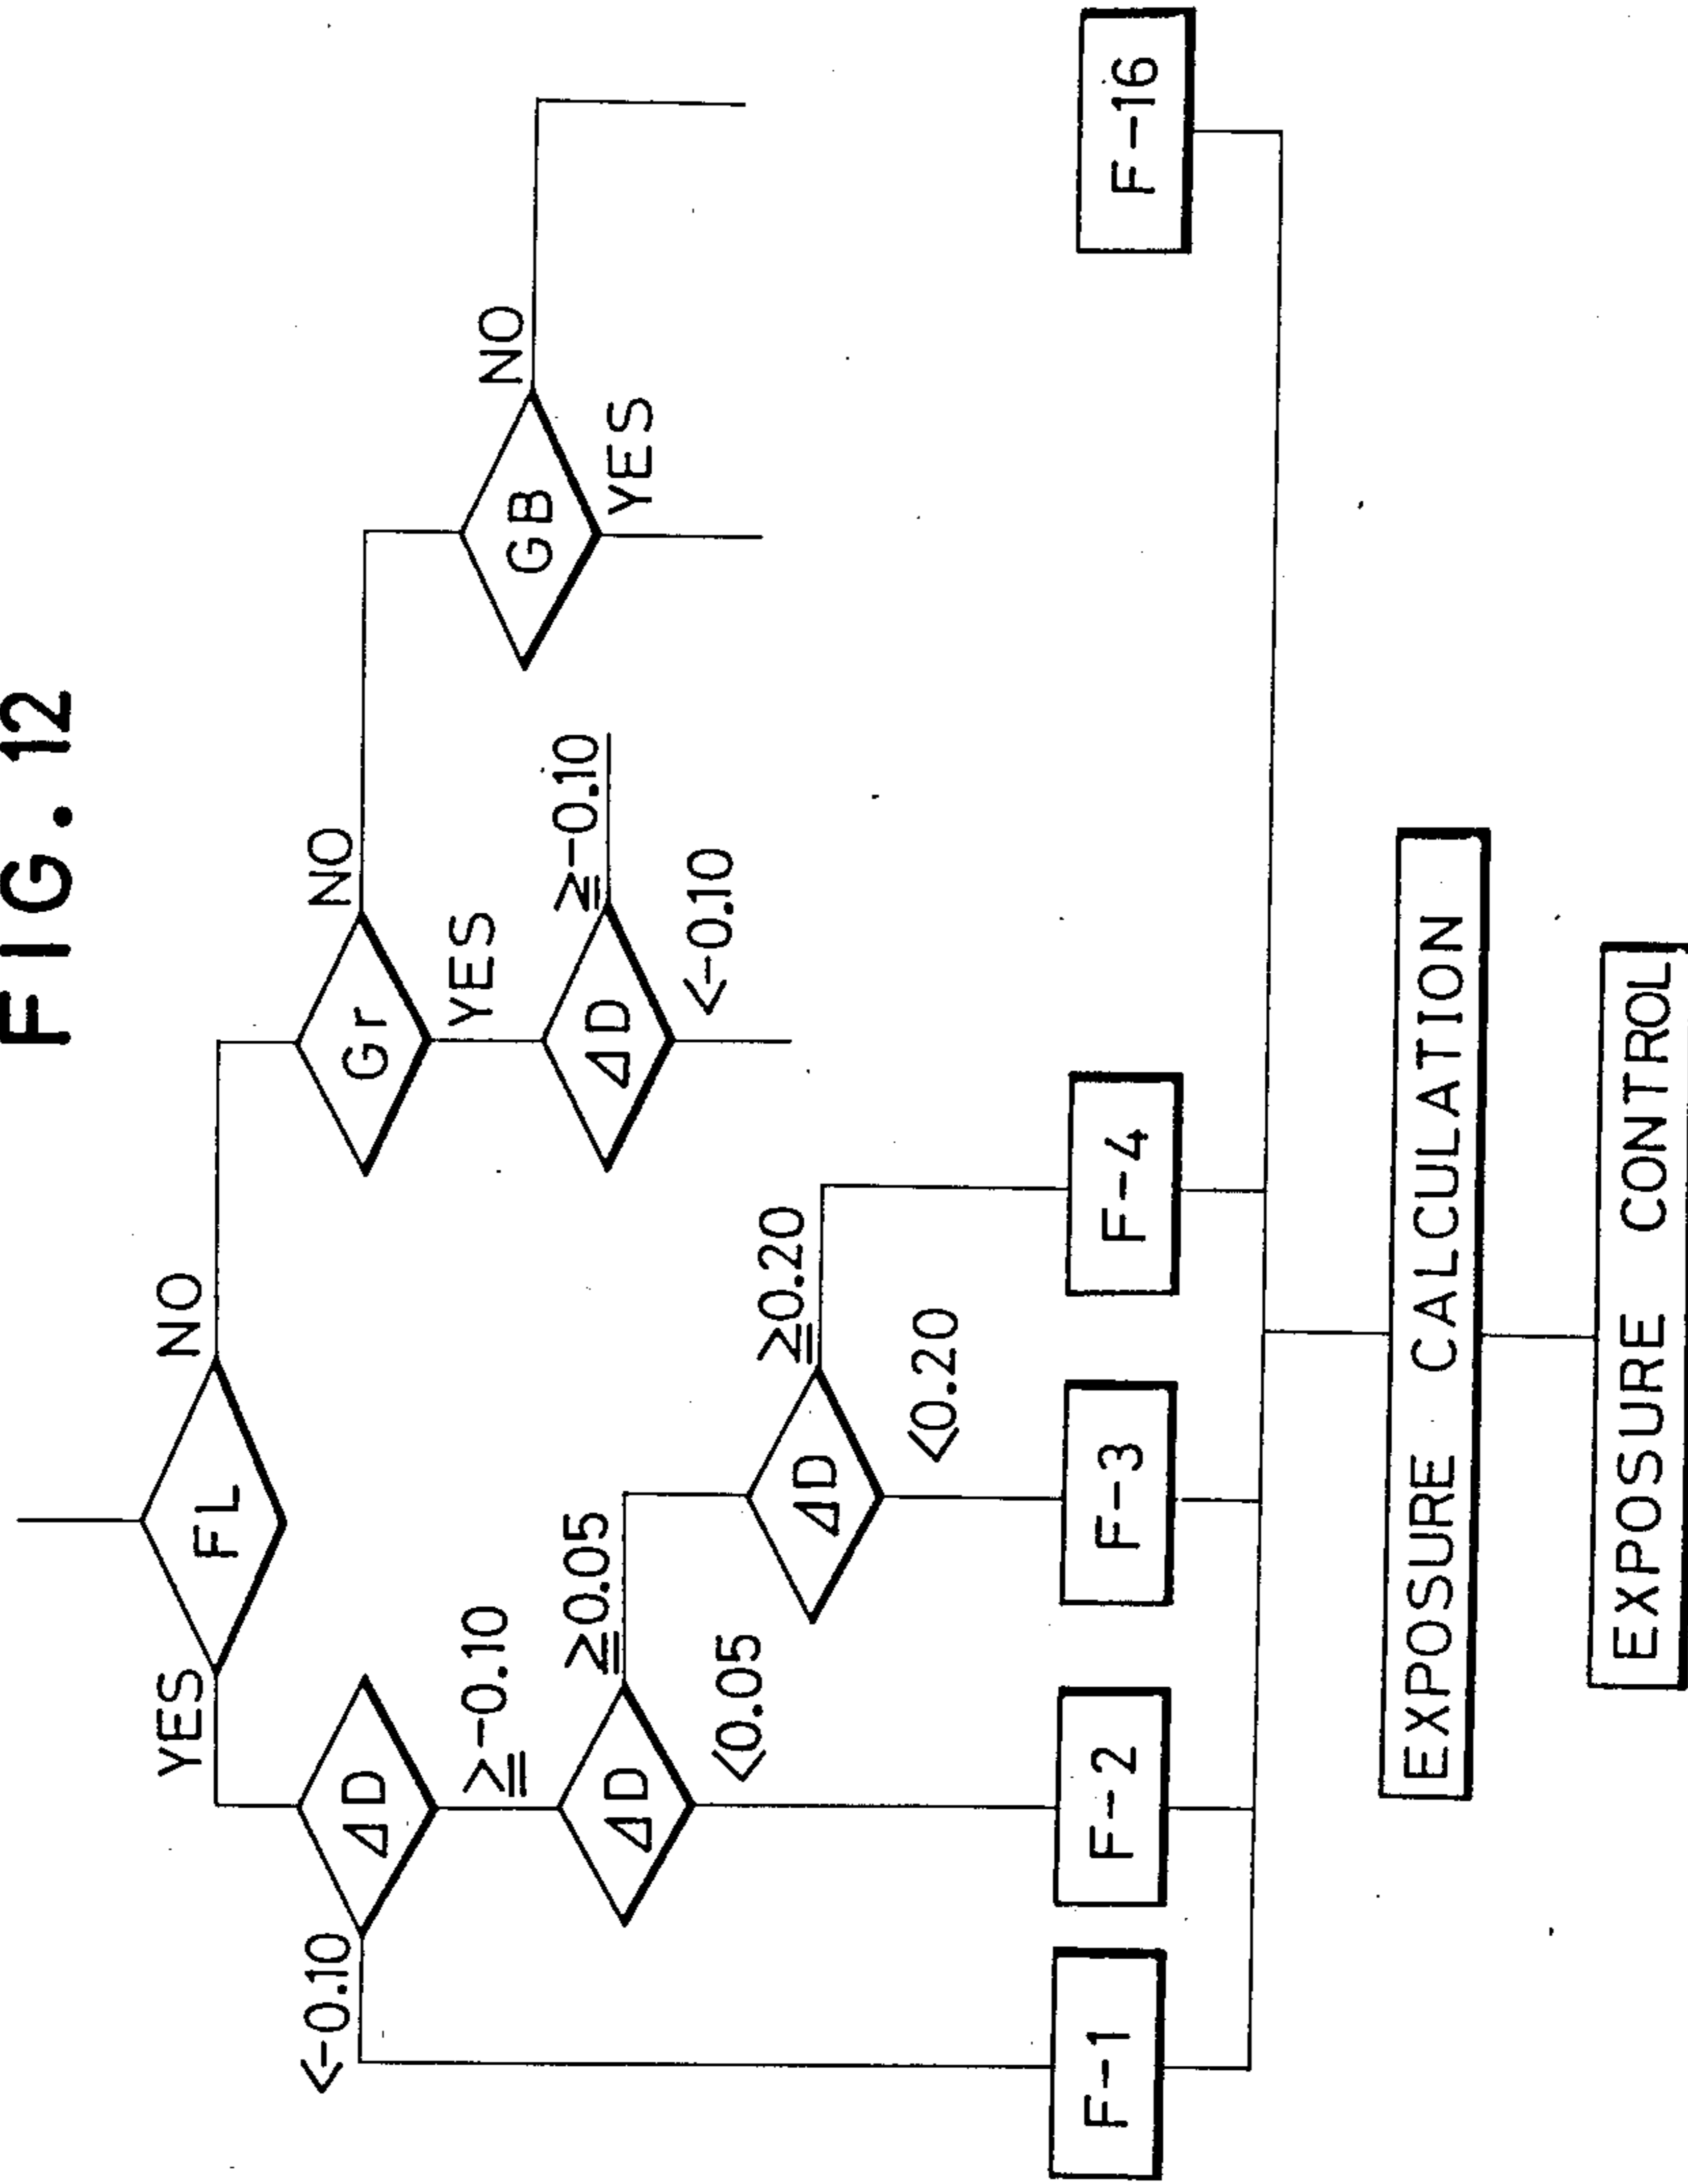 FIG. 12
FL
YES
NO
ΔD
<-0.10
≧-0.10
Gr
NO
YES
ΔD
≧0.05
<0.05
ΔD
≧-0.10
<-0.10
GB
NO
YES
ΔD
≧0.20
<0.20
F-1
F-2
F-3
F-4
F-16
EXPOSURE CALCULATION
EXPOSURE CONTROL